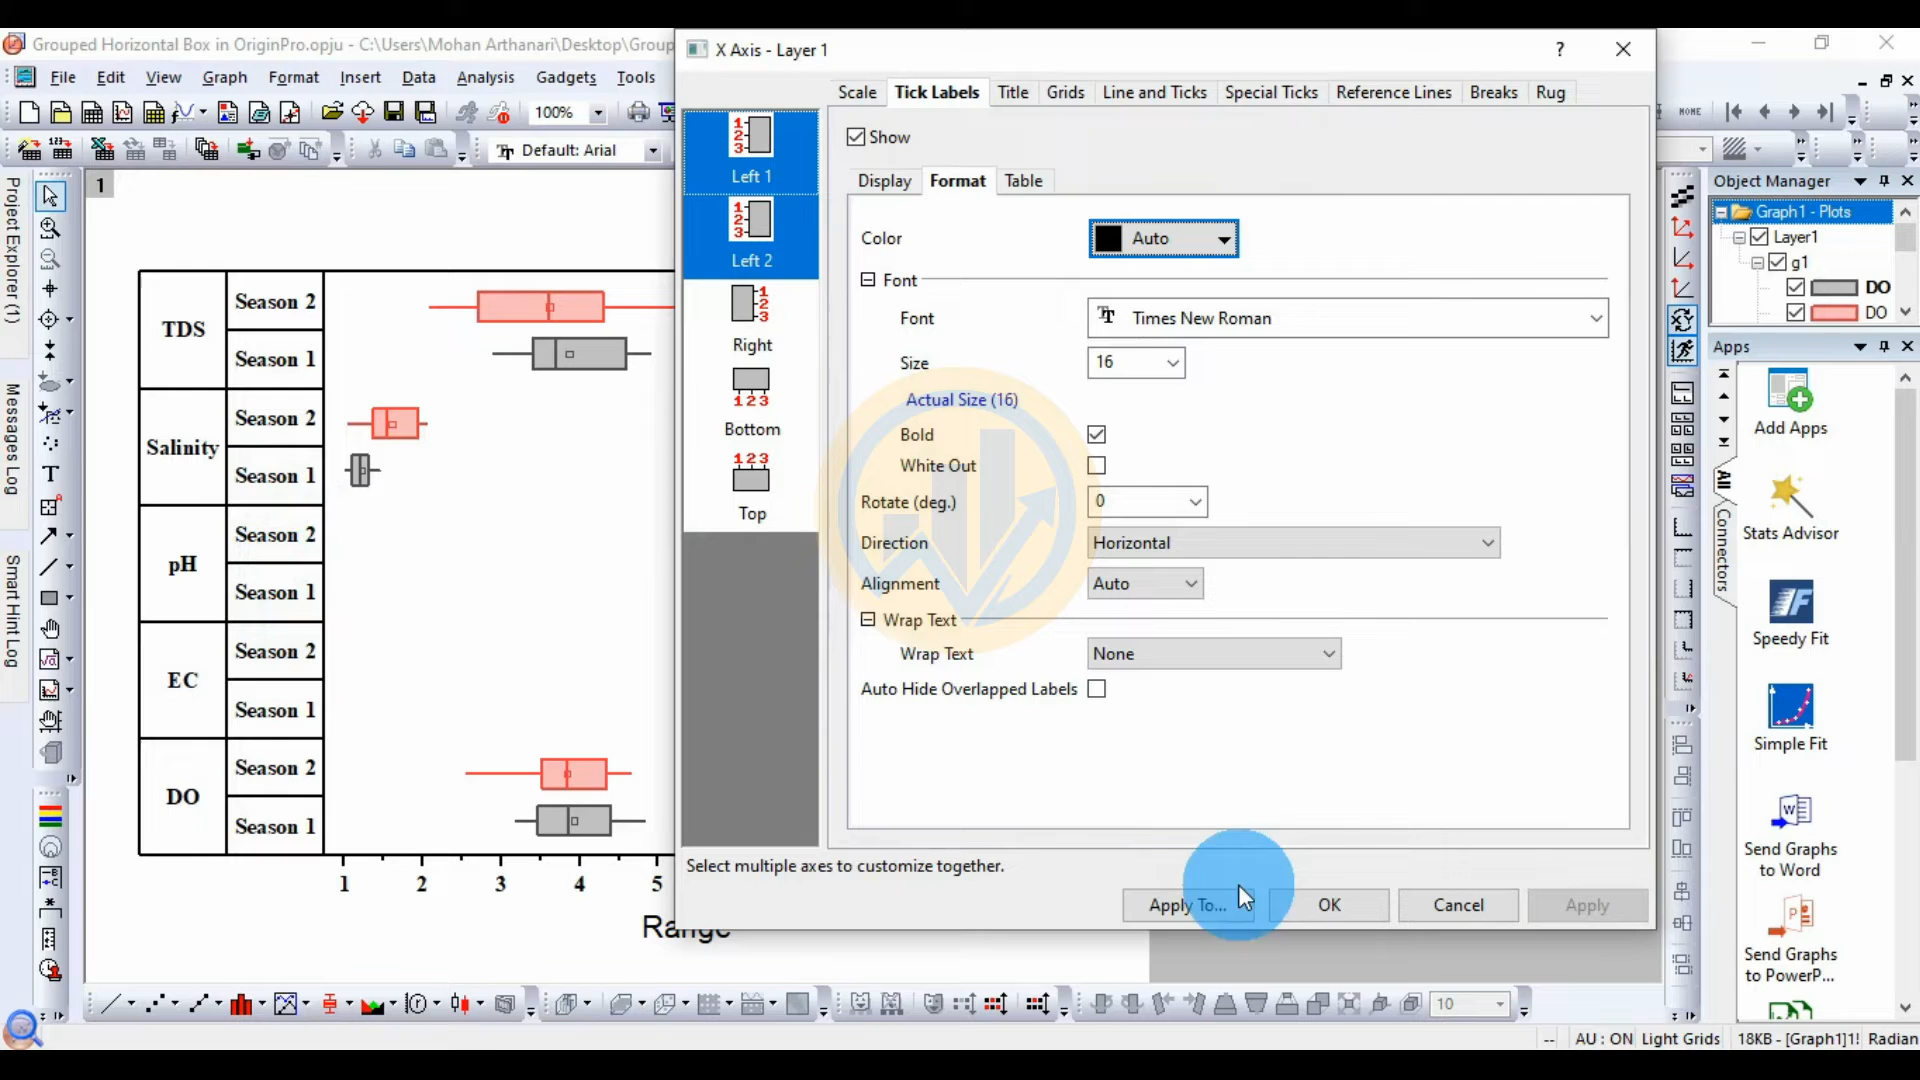 Grouped Horizontal Box in OriginPro.opju - C:\Users\Mohan Arthanari\Desktop\Group
File Edit View Graph Format Insert Data Analysis Gadgets Tools
100%
Default: Arial
HOME
Project Explorer (1)
Messages Log
Smart Hint Log
1
TDS
Season 2
Season 1
Salinity
Season 2
Season 1
pH
Season 2
Season 1
EC
Season 2
Season 1
DO
Season 2
Season 1
1 2 3 4 5
Range
X Axis - Layer 1
Scale Tick Labels Title Grids Line and Ticks Special Ticks Reference Lines Breaks Rug
Left 1
Left 2
Right
Bottom
Top
Show
Display Format Table
Color Auto
Font
Font Times New Roman
Size 16
Actual Size (16)
Bold
White Out
Rotate (deg.) 0
Direction Horizontal
Alignment Auto
Wrap Text
Wrap Text None
Auto Hide Overlapped Labels
Select multiple axes to customize together.
Apply To... OK Cancel Apply
Object Manager
Graph1 - Plots
Layer1
g1
DO
DO
Apps
All
Connectors
Add Apps
Stats Advisor
Speedy Fit
Simple Fit
Send Graphs
to Word
Send Graphs
to PowerP...
10
-- AU : ON Light Grids 18KB - [Graph1]1! Radian